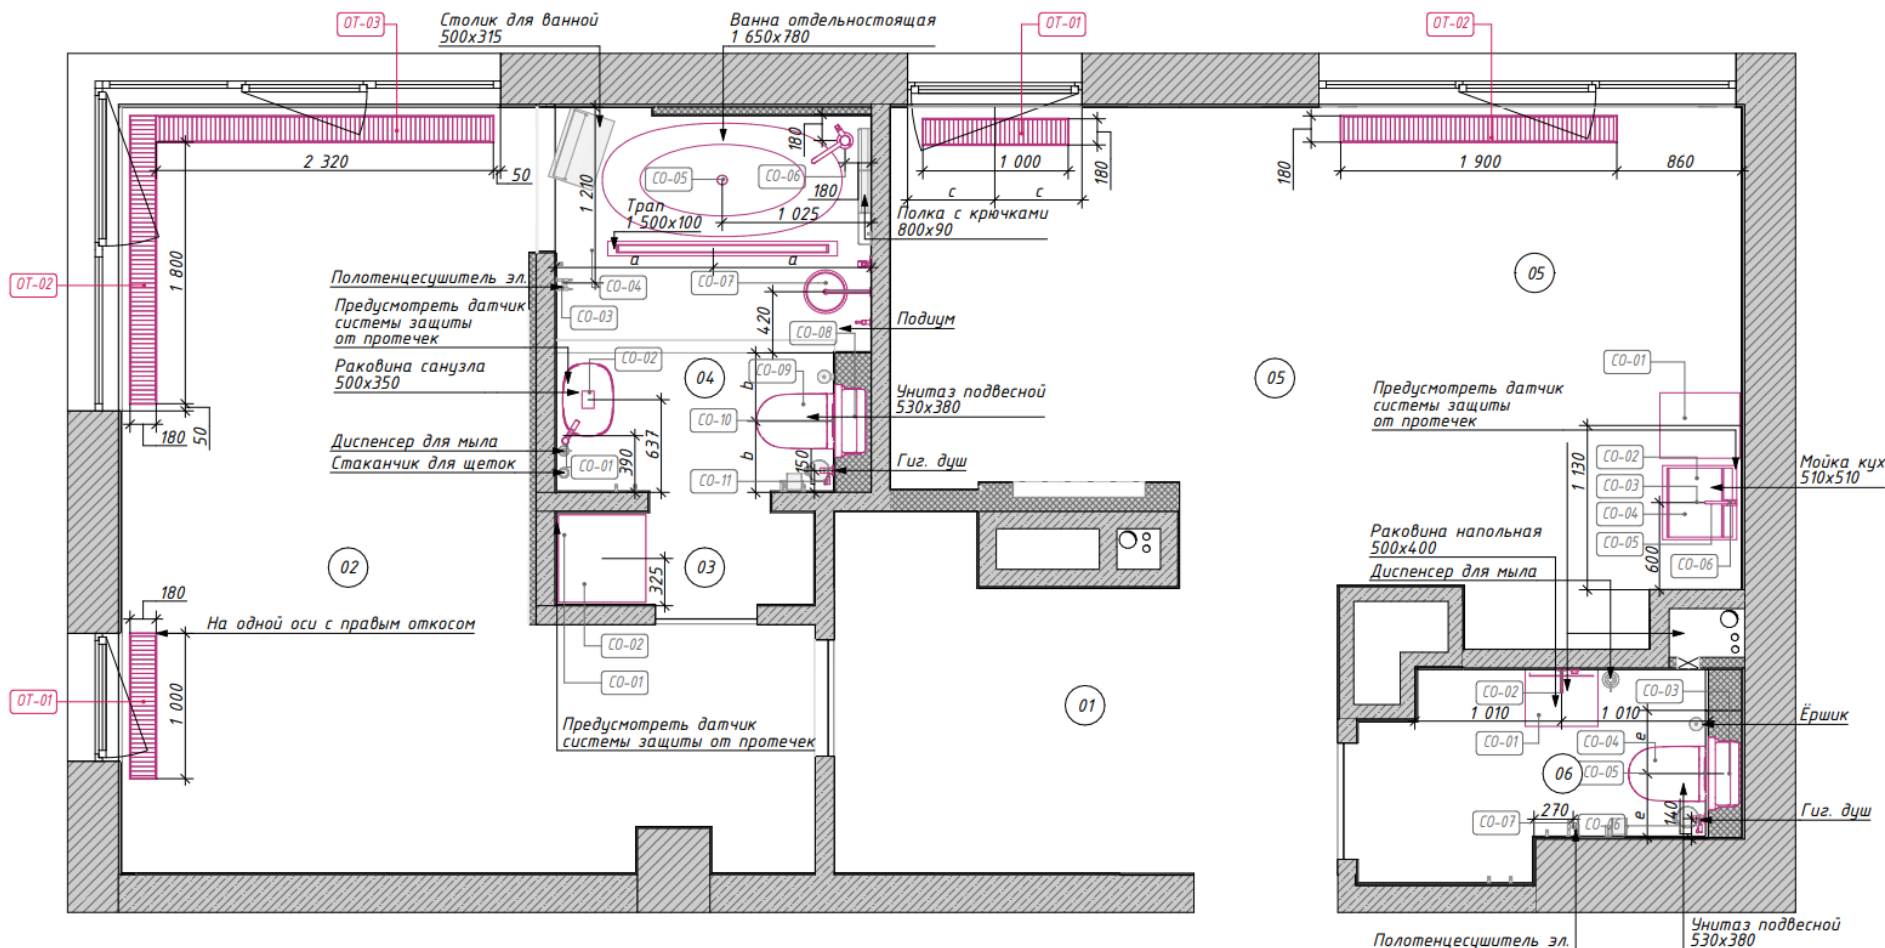 ОТ-03
Столик для ванной
500х315
Ванна отдельностоящая
1 650х780
ОТ-01
ОТ-02
2 320
50
1 210
СО-05
СО-06
180
180
1 025
Трап
1 500х100
Полка с крючками
800х90
1 000
180
с
с
180
1 900
860
ОТ-02
1 800
180
50
Полотенцесушитель эл.
Предусмотреть датчик
системы защиты
от протечек
Раковина санузла
500х350
Диспенсер для мыла
Стаканчик для щеток
а
а
СО-04
СО-03
СО-07
420
СО-08
Подиум
СО-02
04
СО-09
b
b
СО-10
Унитаз подвесной
530х380
637
390
СО-01
150
СО-11
Гиг. душ
05
05
СО-01
Предусмотреть датчик
системы защиты
от протечек
1 130
СО-02
СО-03
СО-04
СО-05
СО-06
600
Мойка кух
510х510
Раковина напольная
500х400
Диспенсер для мыла
02
03
325
180
На одной оси с правым откосом
СО-02
СО-01
ОТ-01
1 000
Предусмотреть датчик
системы защиты от протечек
01
СО-02
СО-03
1 010
1 010
СО-01
СО-04
Ёршик
06
СО-05
е
е
270
СО-07
СО-06
140
Гиг. душ
Полотенцесушитель эл.
Унитаз подвесной
530х380